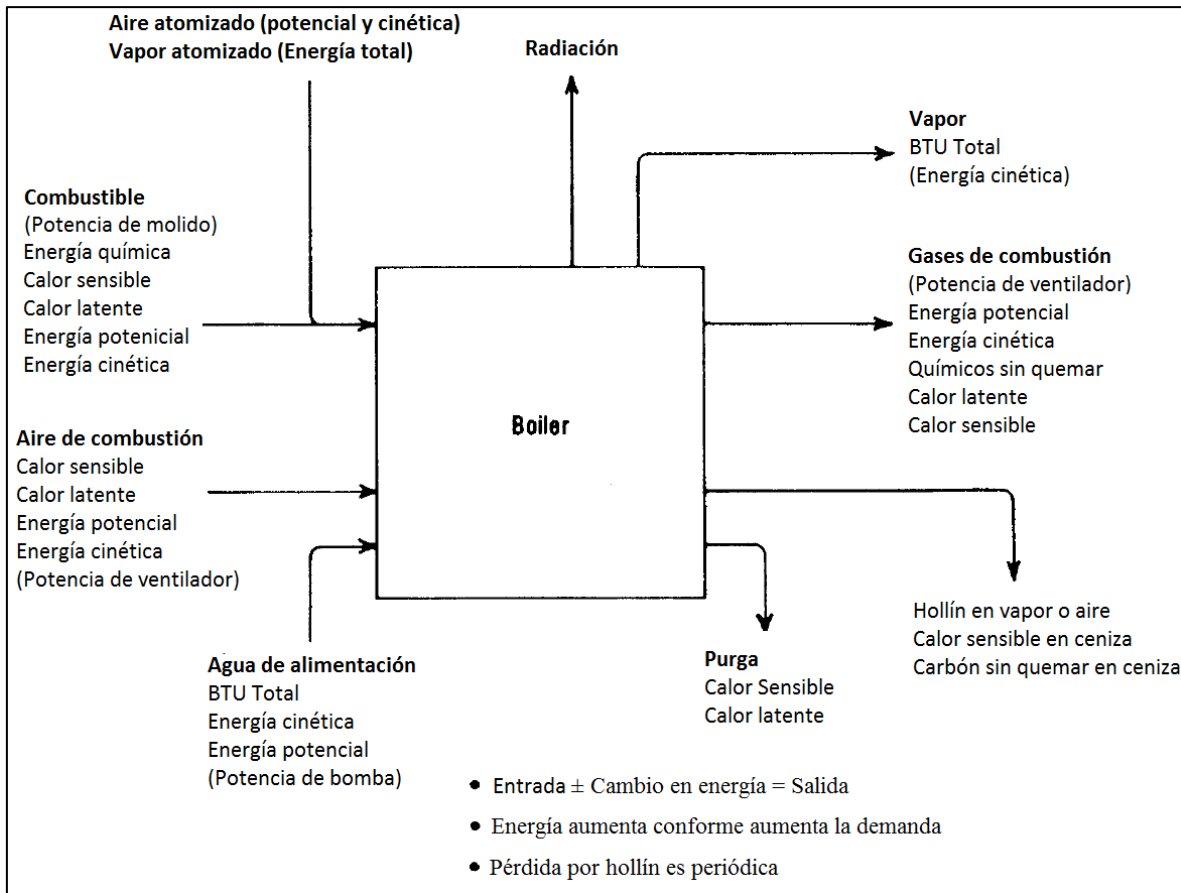 Aire atomizado (potencial y cinética)
Vapor atomizado (Energía total)
Radiación
Vapor
BTU Total
(Energía cinética)
Combustible
(Potencia de molido)
Energía química
Calor sensible
Calor latente
Energía potenicial
Energía cinética
Gases de combustión
(Potencia de ventilador)
Energía potencial
Energía cinética
Químicos sin quemar
Calor latente
Calor sensible
Boiler
Aire de combustión
Calor sensible
Calor latente
Energía potencial
Energía cinética
(Potencia de ventilador)
Hollín en vapor o aire
Calor sensible en ceniza
Carbón sin quemar en ceniza
Agua de alimentación
BTU Total
Energía cinética
Energía potencial
(Potencia de bomba)
Purga
Calor Sensible
Calor latente
• Entrada ± Cambio en energía = Salida
• Energía aumenta conforme aumenta la demanda
• Pérdida por hollín es periódica